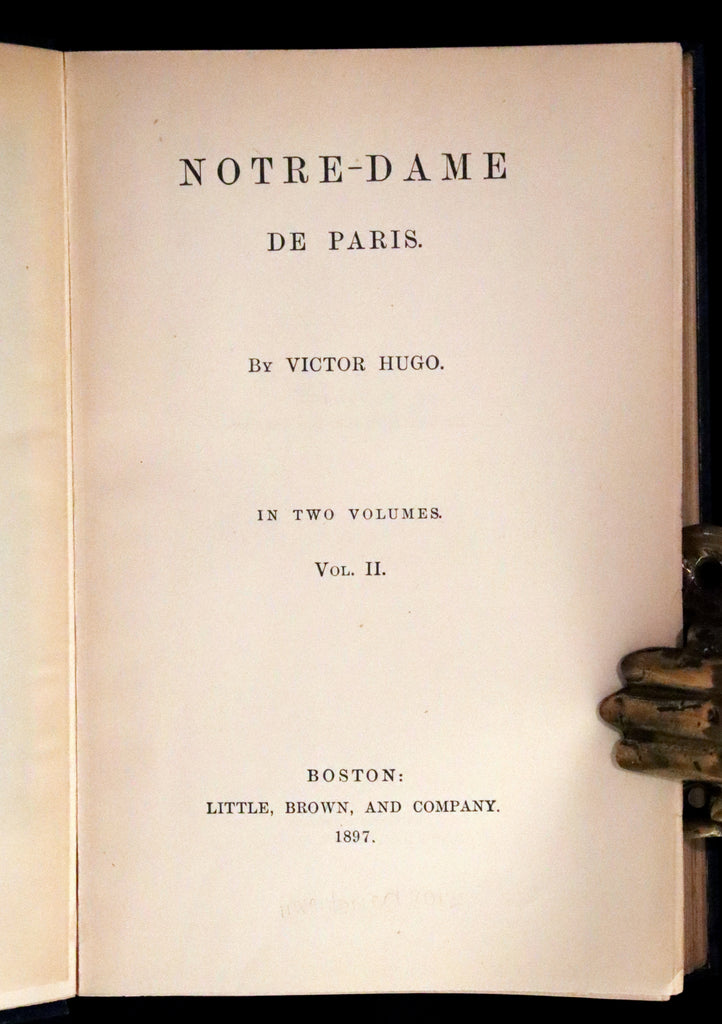 NOTRE-DAME
DE PARIS.
By VICTOR HUGO.
IN TWO VOLUMES.
Vol. II.
BOSTON:
LITTLE, BROWN, AND COMPANY.
1897.